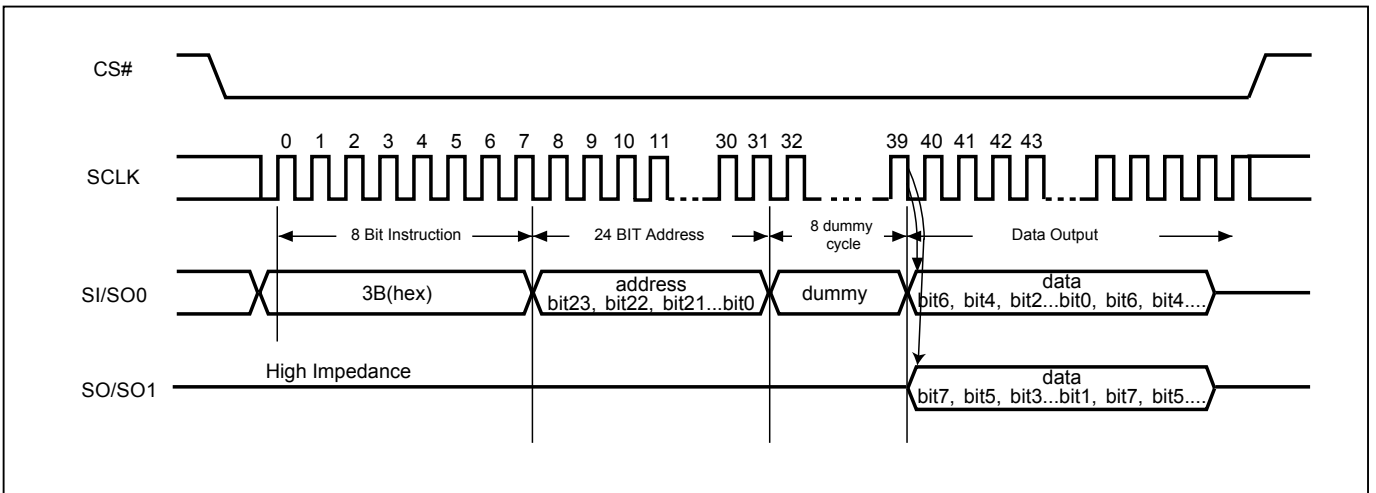 CS#
0 1 2 3 4 5 6 7 8 9 10 11 30 31 32 39 40 41 42 43
SCLK
8 Bit Instruction
24 BIT Address
8 dummy
cycle
Data Output
SI/SO0
3B(hex)
address
bit23, bit22, bit21...bit0
dummy
data
bit6, bit4, bit2...bit0, bit6, bit4....
High Impedance
SO/SO1
data
bit7, bit5, bit3...bit1, bit7, bit5....